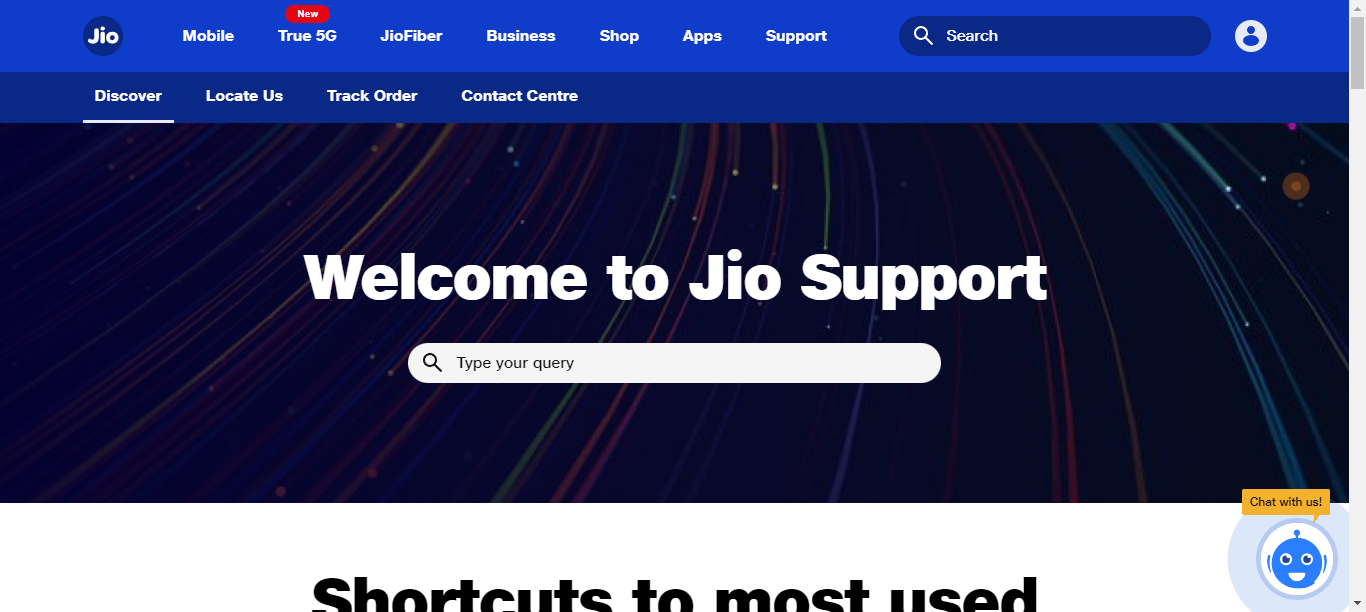 New
Jio Mobile True 5G JioFiber Business Shop Apps Support Search
Discover Locate Us Track Order Contact Centre
Welcome to Jio Support
Type your query
Chat with us!
Shortcuts to most used